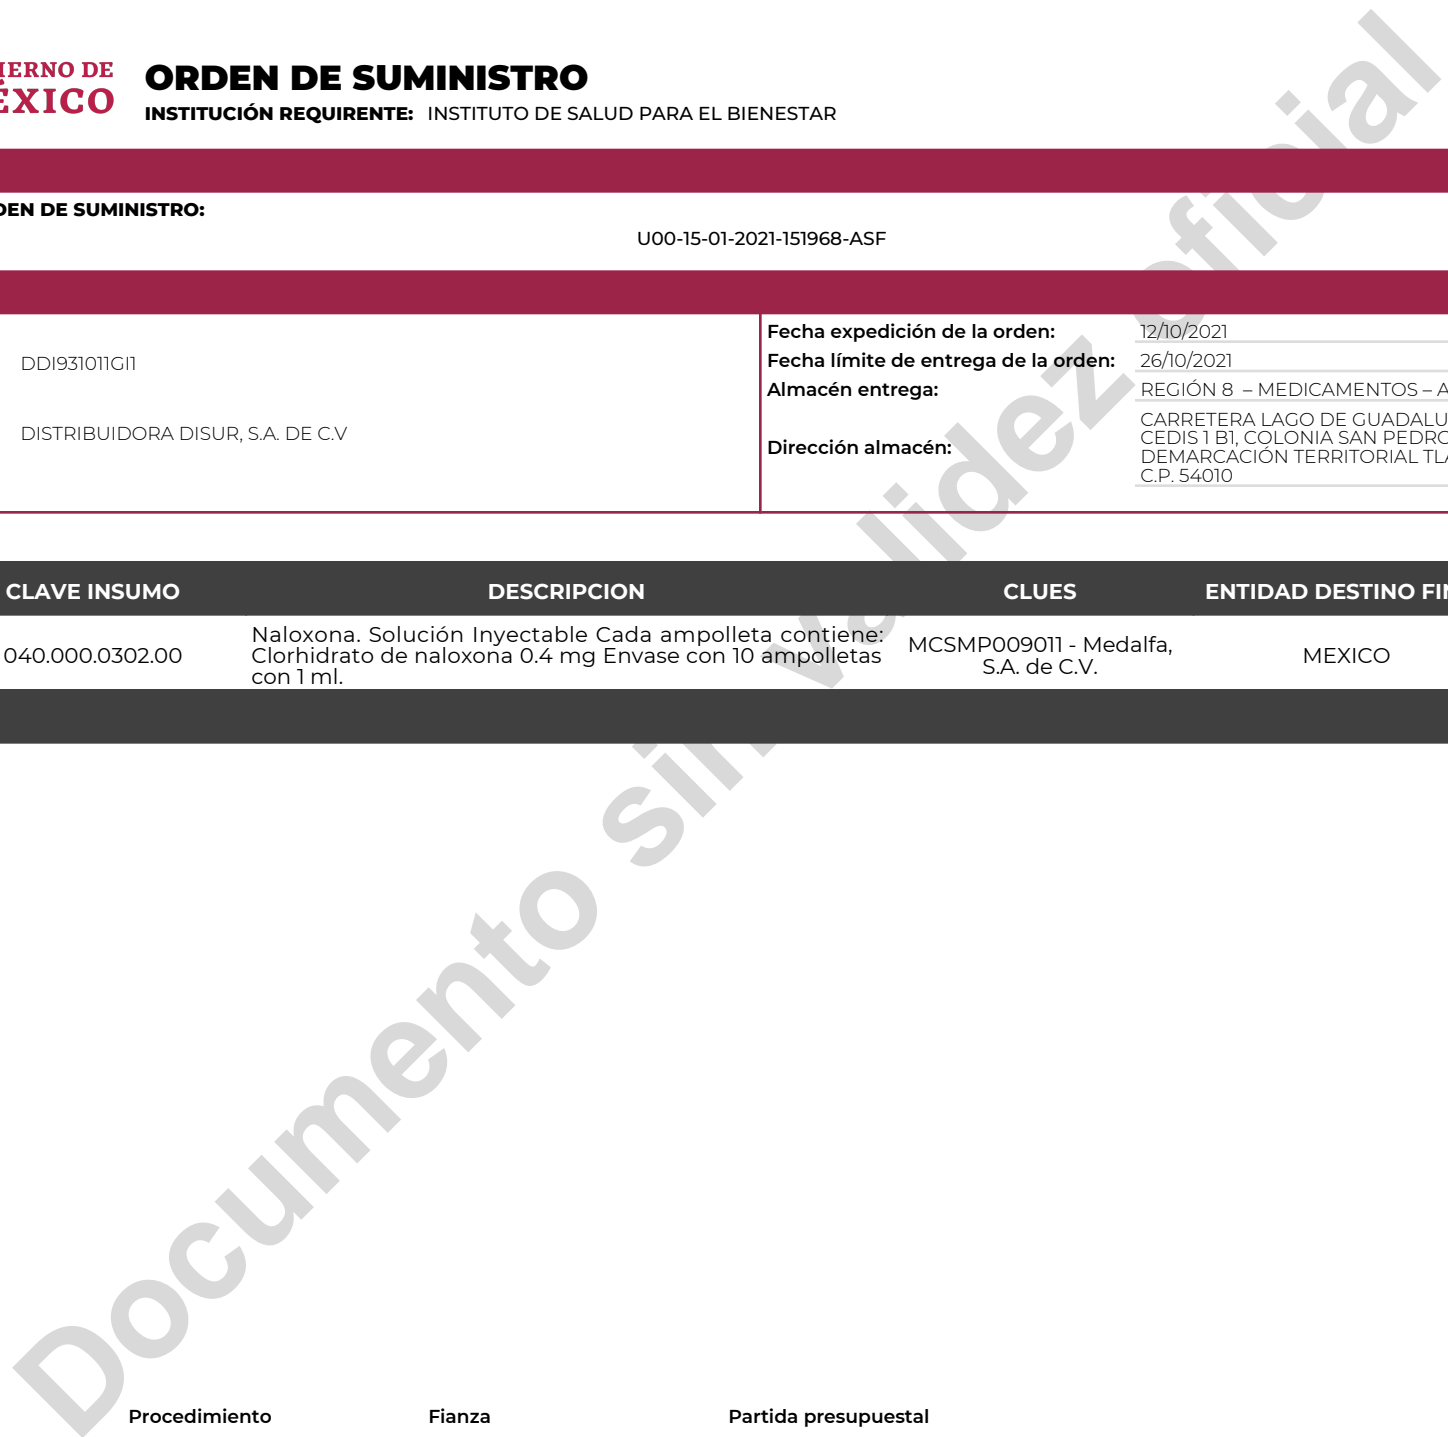 IERNO DE
ÉXICO
ORDEN DE SUMINISTRO
INSTITUCIÓN REQUIRENTE: INSTITUTO DE SALUD PARA EL BIENESTAR
DEN DE SUMINISTRO:
U00-15-01-2021-151968-ASF
DDI931011GI1
DISTRIBUIDORA DISUR, S.A. DE C.V
Fecha expedición de la orden: 12/10/2021
Fecha límite de entrega de la orden: 26/10/2021
Almacén entrega: REGIÓN 8 – MEDICAMENTOS – A
Dirección almacén:
CARRETERA LAGO DE GUADALU
CEDIS 1 B1, COLONIA SAN PEDRO
DEMARCACIÓN TERRITORIAL TLA
C.P. 54010
CLAVE INSUMO DESCRIPCION CLUES ENTIDAD DESTINO FIN
040.000.0302.00
Naloxona. Solución Inyectable Cada ampolleta contiene:
Clorhidrato de naloxona 0.4 mg Envase con 10 ampolletas
con 1 ml.
MCSMP009011 - Medalfa,
S.A. de C.V.
MEXICO
Documento sin validez oficial
Procedimiento Fianza Partida presupuestal